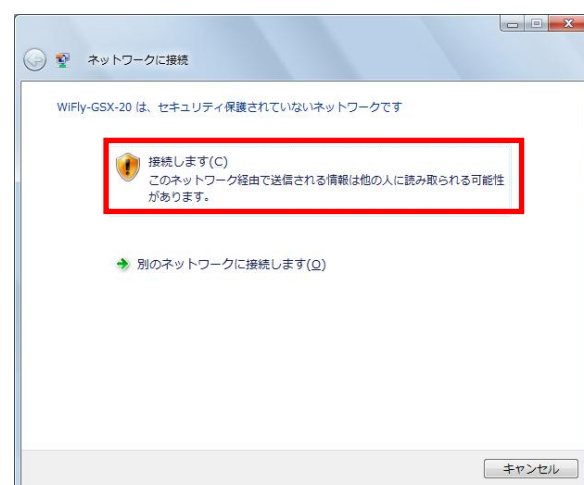 ネットワークに接続
WiFly-GSX-20 は、セキュリティ保護されていないネットワークです
接続します(C)
このネットワーク経由で送信される情報は他の人に読み取られる可能性
があります。
別のネットワークに接続します(O)
キャンセル